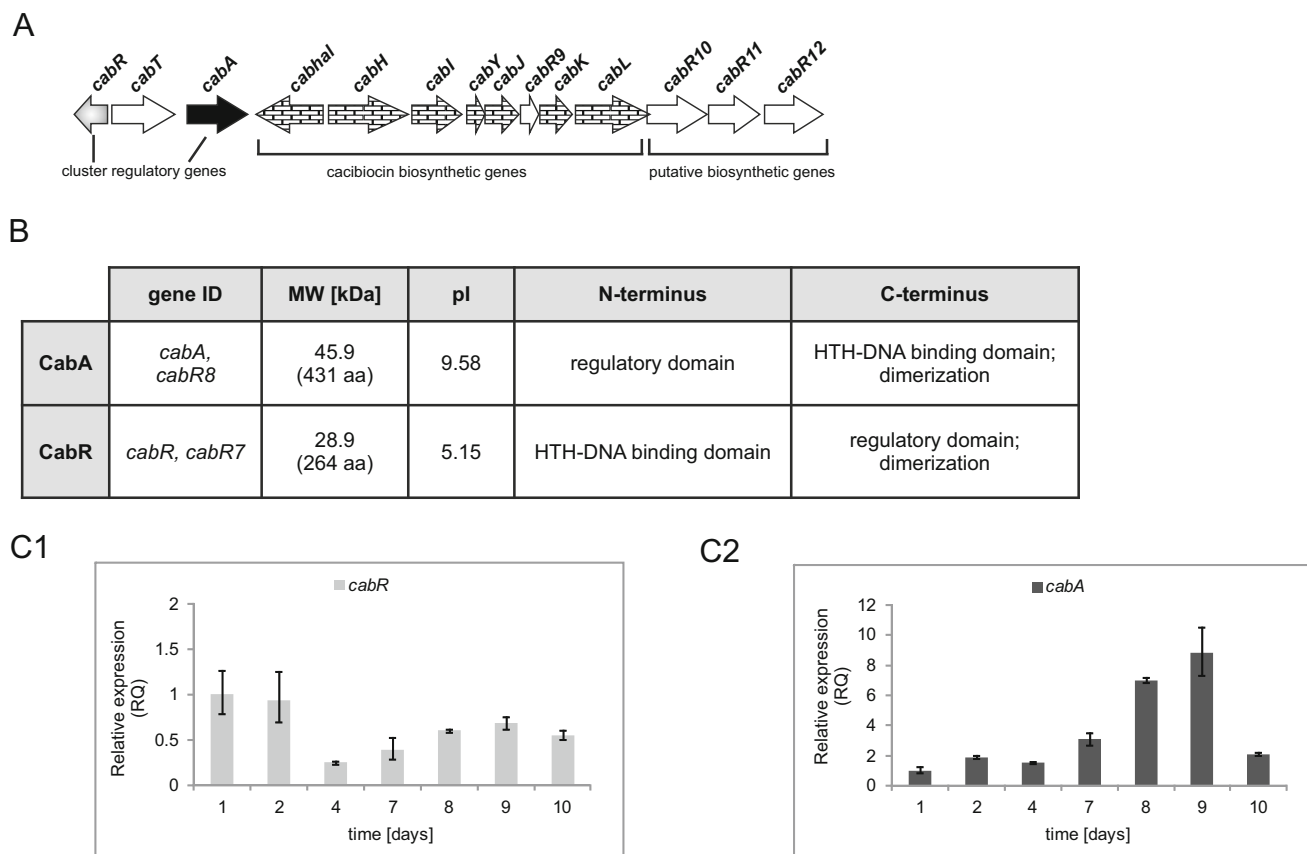 A
cabR
cabT
cabA
cabhal
cabH
cabI
cabY
cabJ
cabR9
cabK
cabL
cabR10
cabR11
cabR12
cluster regulatory genes
cacibiocin biosynthetic genes
putative biosynthetic genes
B
gene ID
MW [kDa]
pI
N-terminus
C-terminus
CabA
cabA,
cabR8
45.9
(431 aa)
9.58
regulatory domain
HTH-DNA binding domain;
dimerization
CabR
cabR, cabR7
28.9
(264 aa)
5.15
HTH-DNA binding domain
regulatory domain;
dimerization
C1
cabR
Relative expression
(RQ)
2
1.5
1
0.5
0
1 2 4 7 8 9 10
time [days]
C2
cabA
Relative expression
(RQ)
12
10
8
6
4
2
0
1 2 4 7 8 9 10
time [days]